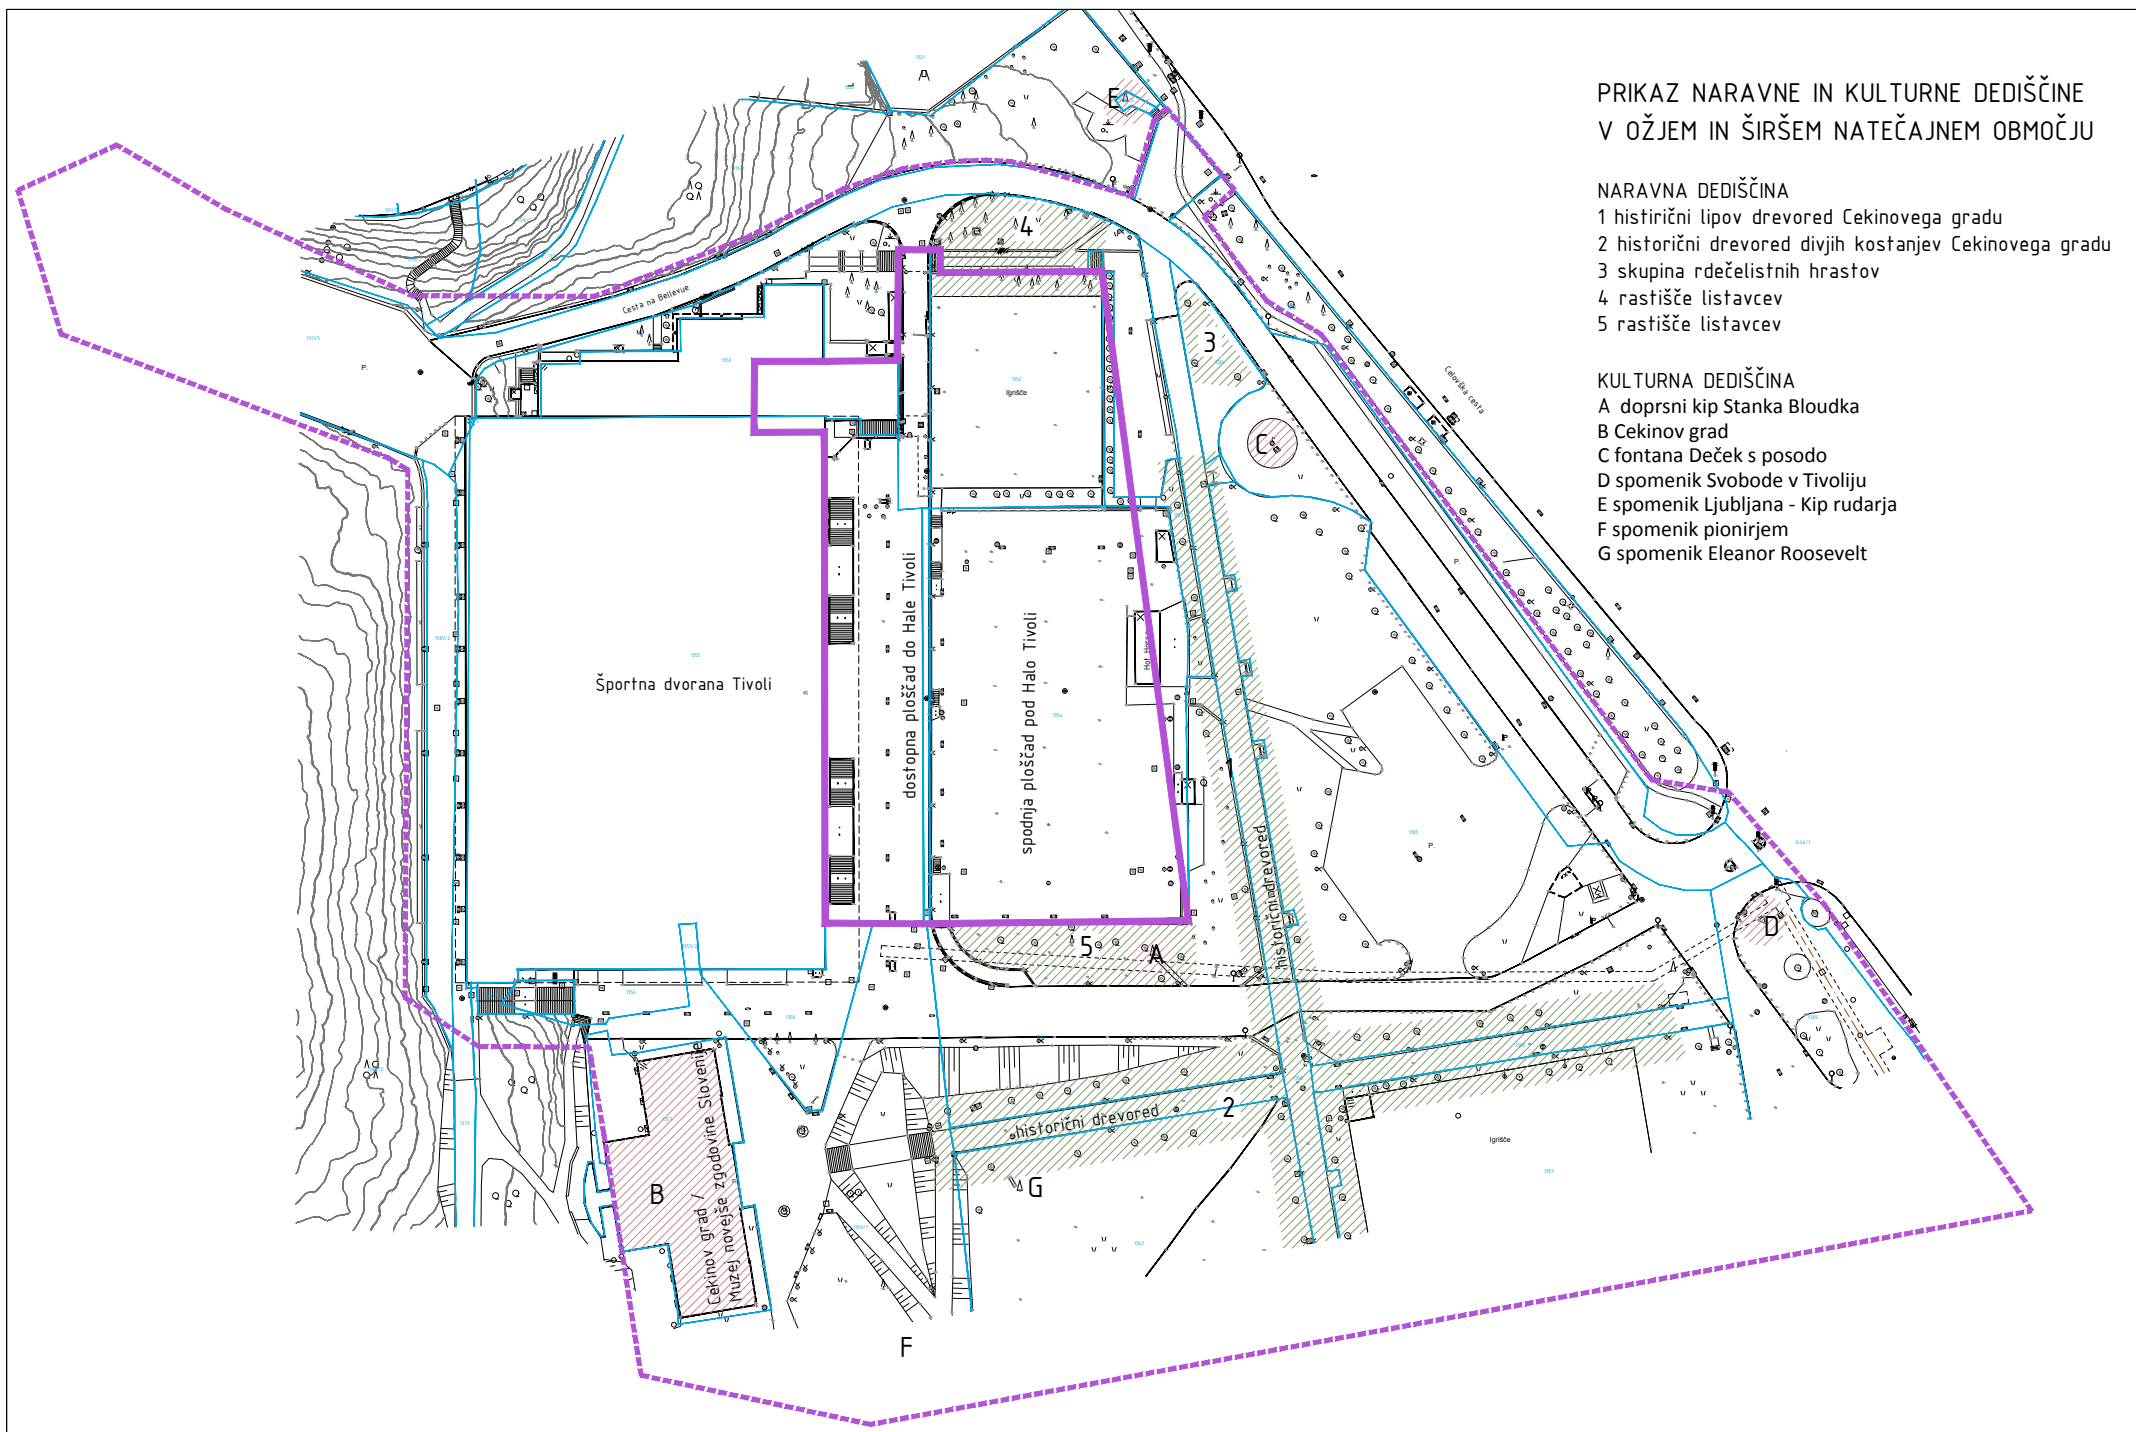 PRIKAZ NARAVNE IN KULTURNE DEDIŠČINE
V OŽJEM IN ŠIRŠEM NATEČAJNEM OBMOČJU
NARAVNA DEDIŠČINA
1 histirični lipov drevored Cekinovega gradu
2 historični drevored divjih kostanjev Cekinovega gradu
3 skupina rdečelistnih hrastov
4 rastišče listavcev
5 rastišče listavcev
KULTURNA DEDIŠČINA
A doprsni kip Stanka Bloudka
B Cekinov grad
C fontana Deček s posodo
D spomenik Svobode v Tivoliju
E spomenik Ljubljana - Kip rudarja
F spomenik pionirjem
G spomenik Eleanor Roosevelt
E
4
Cesta na Bellevue
3
Igrišče
Celovška cesta
C
P.
P.
Športna dvorana Tivoli
dostopna ploščad do Hale Tivoli
spodnja ploščad pod Halo Tivoli
1
historični drevored
P.
5
A
D
2
historični drevored
Igrišče
G
B
Cekinov grad /
Muzej novejše zgodovine Slovenije
F